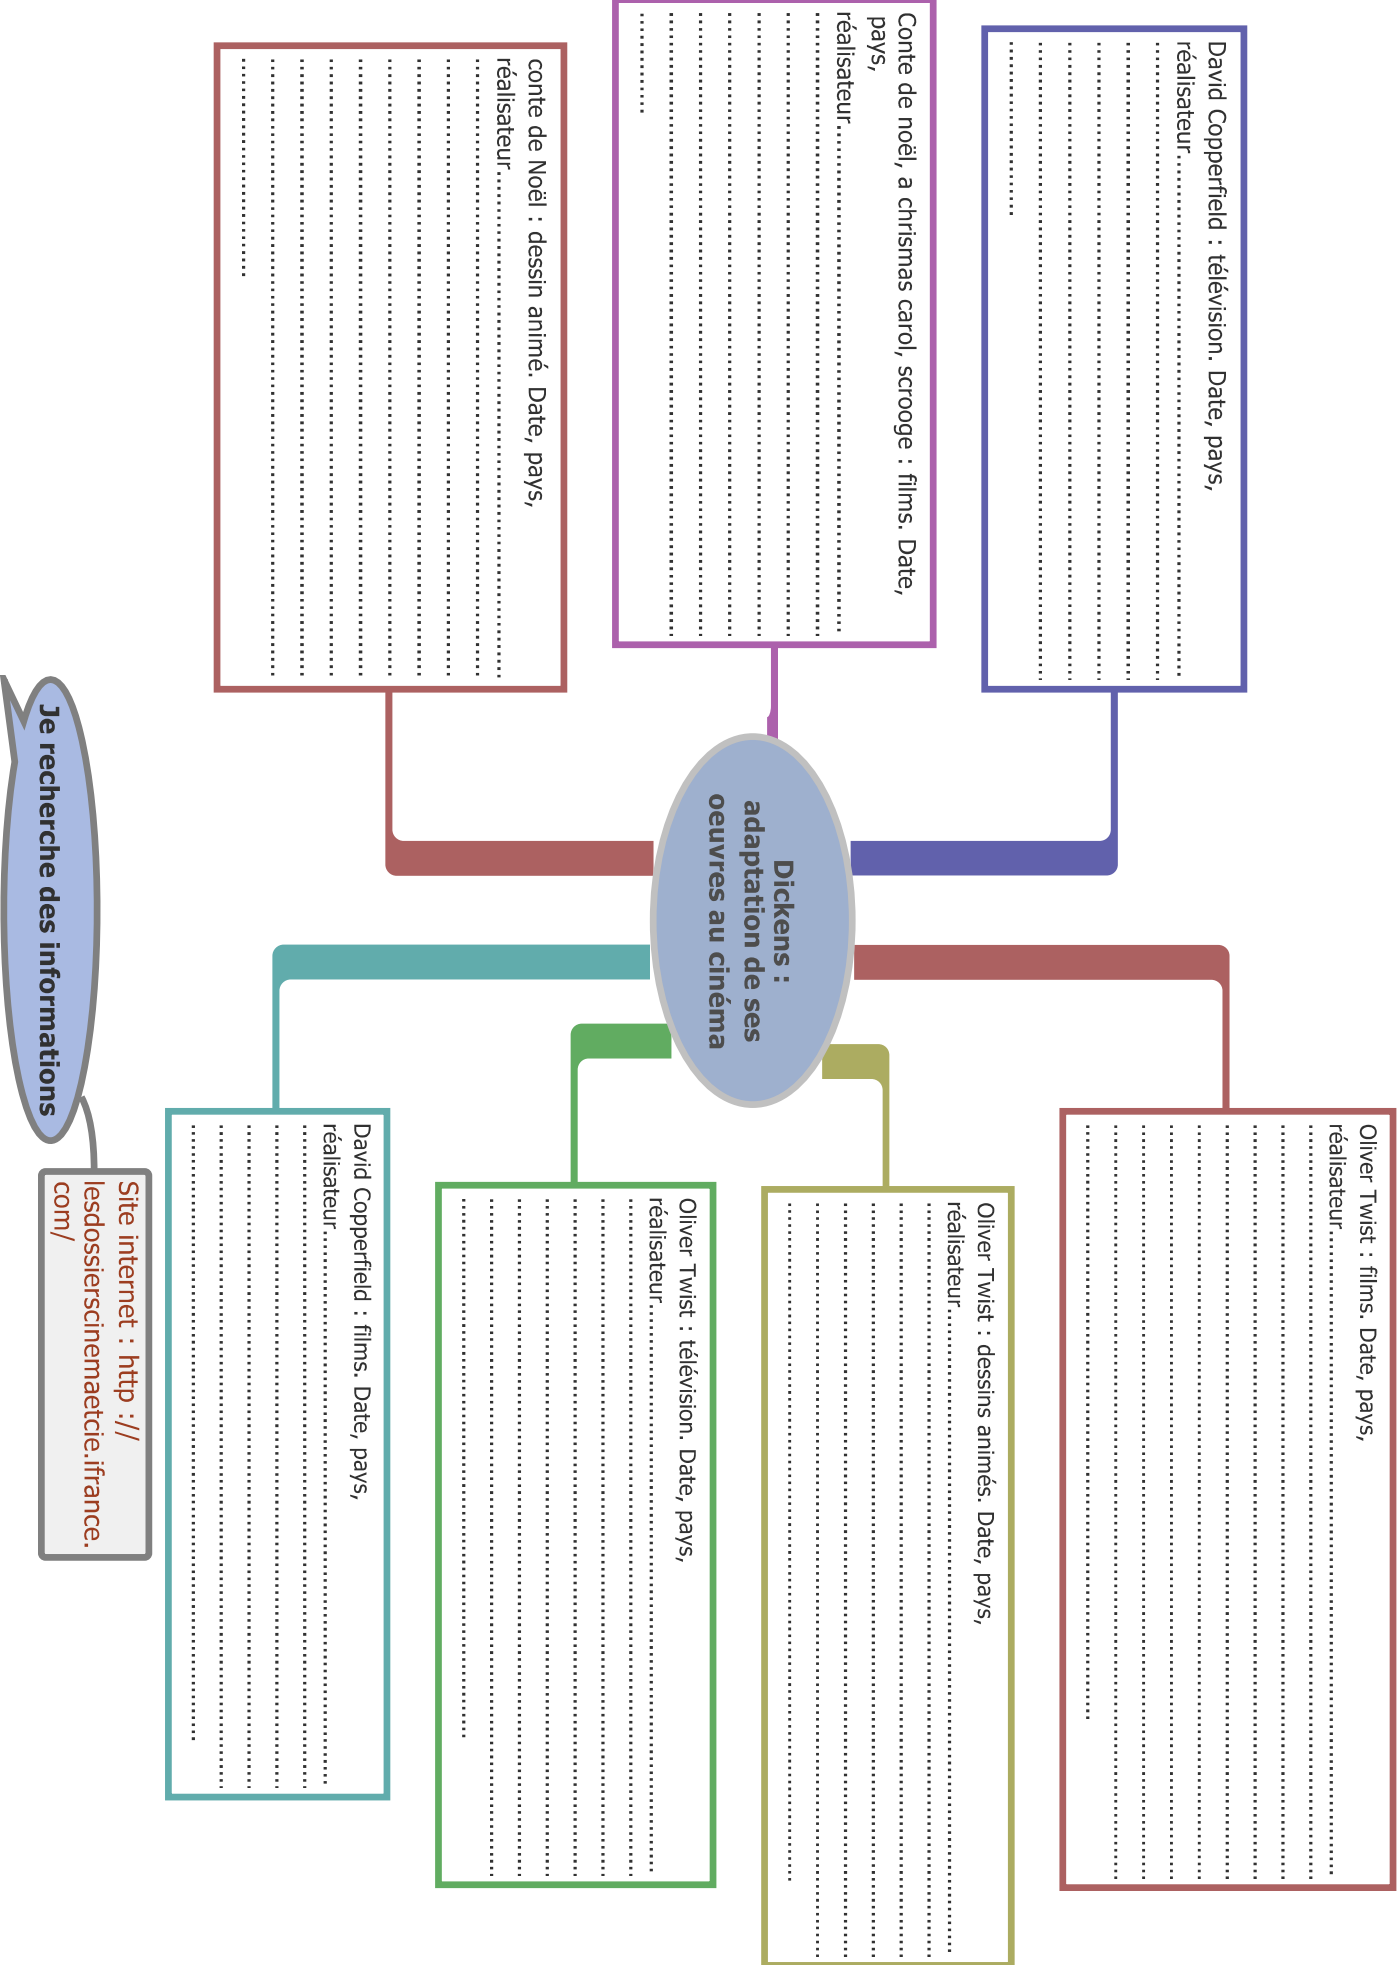 Dickens :
adaptation de ses
oeuvres au cinéma
Oliver Twist : films. Date, pays,
réalisateur
Oliver Twist : dessins animés. Date, pays,
réalisateur
Oliver Twist : télévision. Date, pays,
réalisateur
David Copperfield : films. Date, pays,
réalisateur
David Copperfield : télévision. Date, pays,
réalisateur
Conte de noël, a chrismas carol, scrooge : films. Date,
pays,
réalisateur
conte de Noël : dessin animé. Date, pays,
réalisateur
Je recherche des informations
Site internet : http ://
lesdossierscinemaetcie.ifrance.
com/